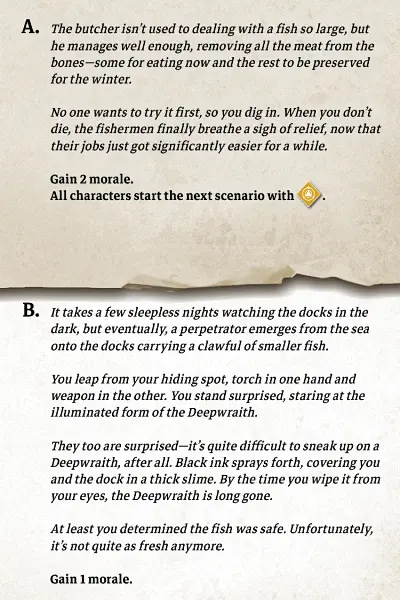 A. The butcher isn’t used to dealing with a fish so large, but
he manages well enough, removing all the meat from the
bones—some for eating now and the rest to be preserved
for the winter.
No one wants to try it first, so you dig in. When you don’t
die, the fishermen finally breathe a sigh of relief, now that
their jobs just got significantly easier for a while.
Gain 2 morale.
All characters start the next scenario with .
B. It takes a few sleepless nights watching the docks in the
dark, but eventually, a perpetrator emerges from the sea
onto the docks carrying a clawful of smaller fish.
You leap from your hiding spot, torch in one hand and
weapon in the other. You stand surprised, staring at the
illuminated form of the Deepwraith.
They too are surprised—it’s quite difficult to sneak up on a
Deepwraith, after all. Black ink sprays forth, covering you
and the dock in a thick slime. By the time you wipe it from
your eyes, the Deepwraith is long gone.
At least you determined the fish was safe. Unfortunately,
it’s not quite as fresh anymore.
Gain 1 morale.